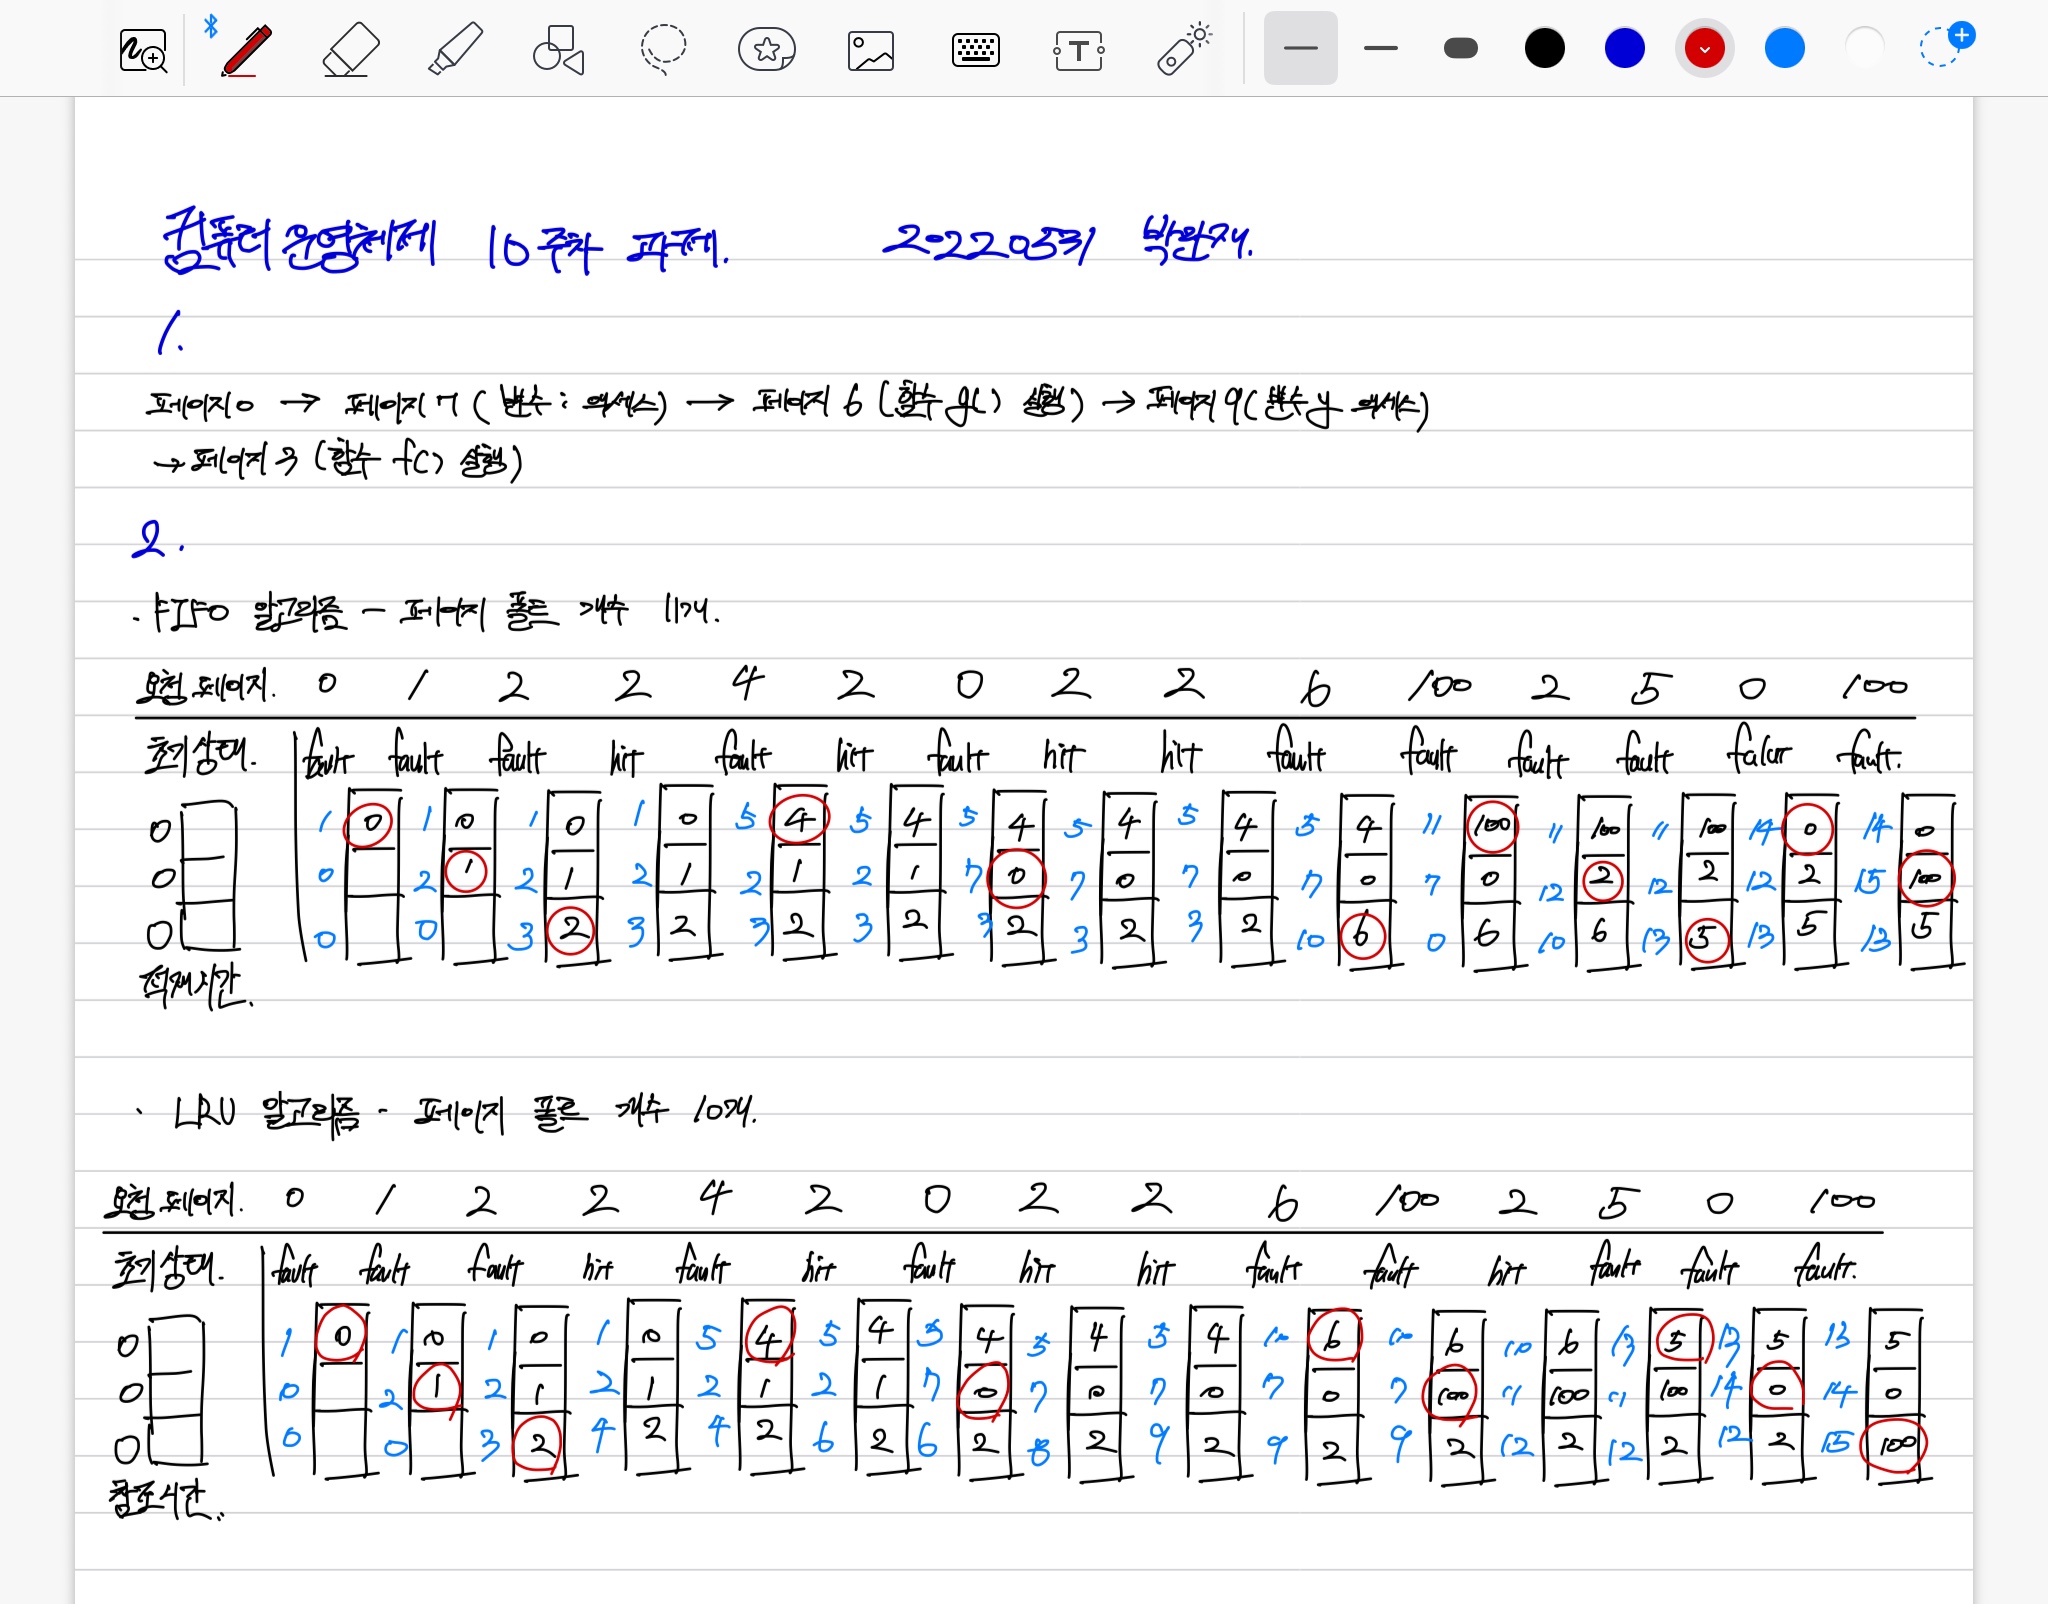 컴퓨터 운영체제 10주차 과제. 20220531 박완재.
1.
페이지0 → 페이지7 (변수 i 액세스) → 페이지6 (함수 g() 실행) → 페이지9 (변수 y 액세스)
→ 페이지3 (함수 f() 실행)
2.
· FIFO 알고리즘 - 페이지 폴트 개수 11개.
요청 페이지. 0 1 2 2 4 2 0 2 2 6 100 2 5 0 100
초기상태. fault fault fault hit fault hit fault hit hit fault fault fault fault falut fault.
0 1 0 1 0 1 0 1 0 5 4 5 4 5 4 5 4 5 4 5 4 11 100 11 100 11 100 14 0 14 0
0 0 2 1 2 1 2 1 2 1 2 1 7 0 7 0 7 0 7 0 7 0 12 2 12 2 12 2 15 100
0 0 0 3 2 3 2 3 2 3 2 3 2 3 2 3 2 10 6 0 6 10 6 13 5 13 5 13 5
적재시간.
· LRU 알고리즘 - 페이지 폴트 개수 10개.
요청 페이지. 0 1 2 2 4 2 0 2 2 6 100 2 5 0 100
초기상태. fault fault fault hit fault hit fault hit hit fault fault hit fault fault fault.
0 1 0 1 0 1 0 1 0 5 4 5 4 5 4 5 4 5 4 10 6 10 6 10 6 13 5 13 5 13 5
0 0 2 1 2 1 2 1 2 1 2 1 7 0 7 0 7 0 7 0 7 100 11 100 11 100 14 0 14 0
0 0 0 3 2 4 2 4 2 6 2 6 2 8 2 9 2 9 2 9 2 12 2 12 2 12 2 15 100
참조시간.